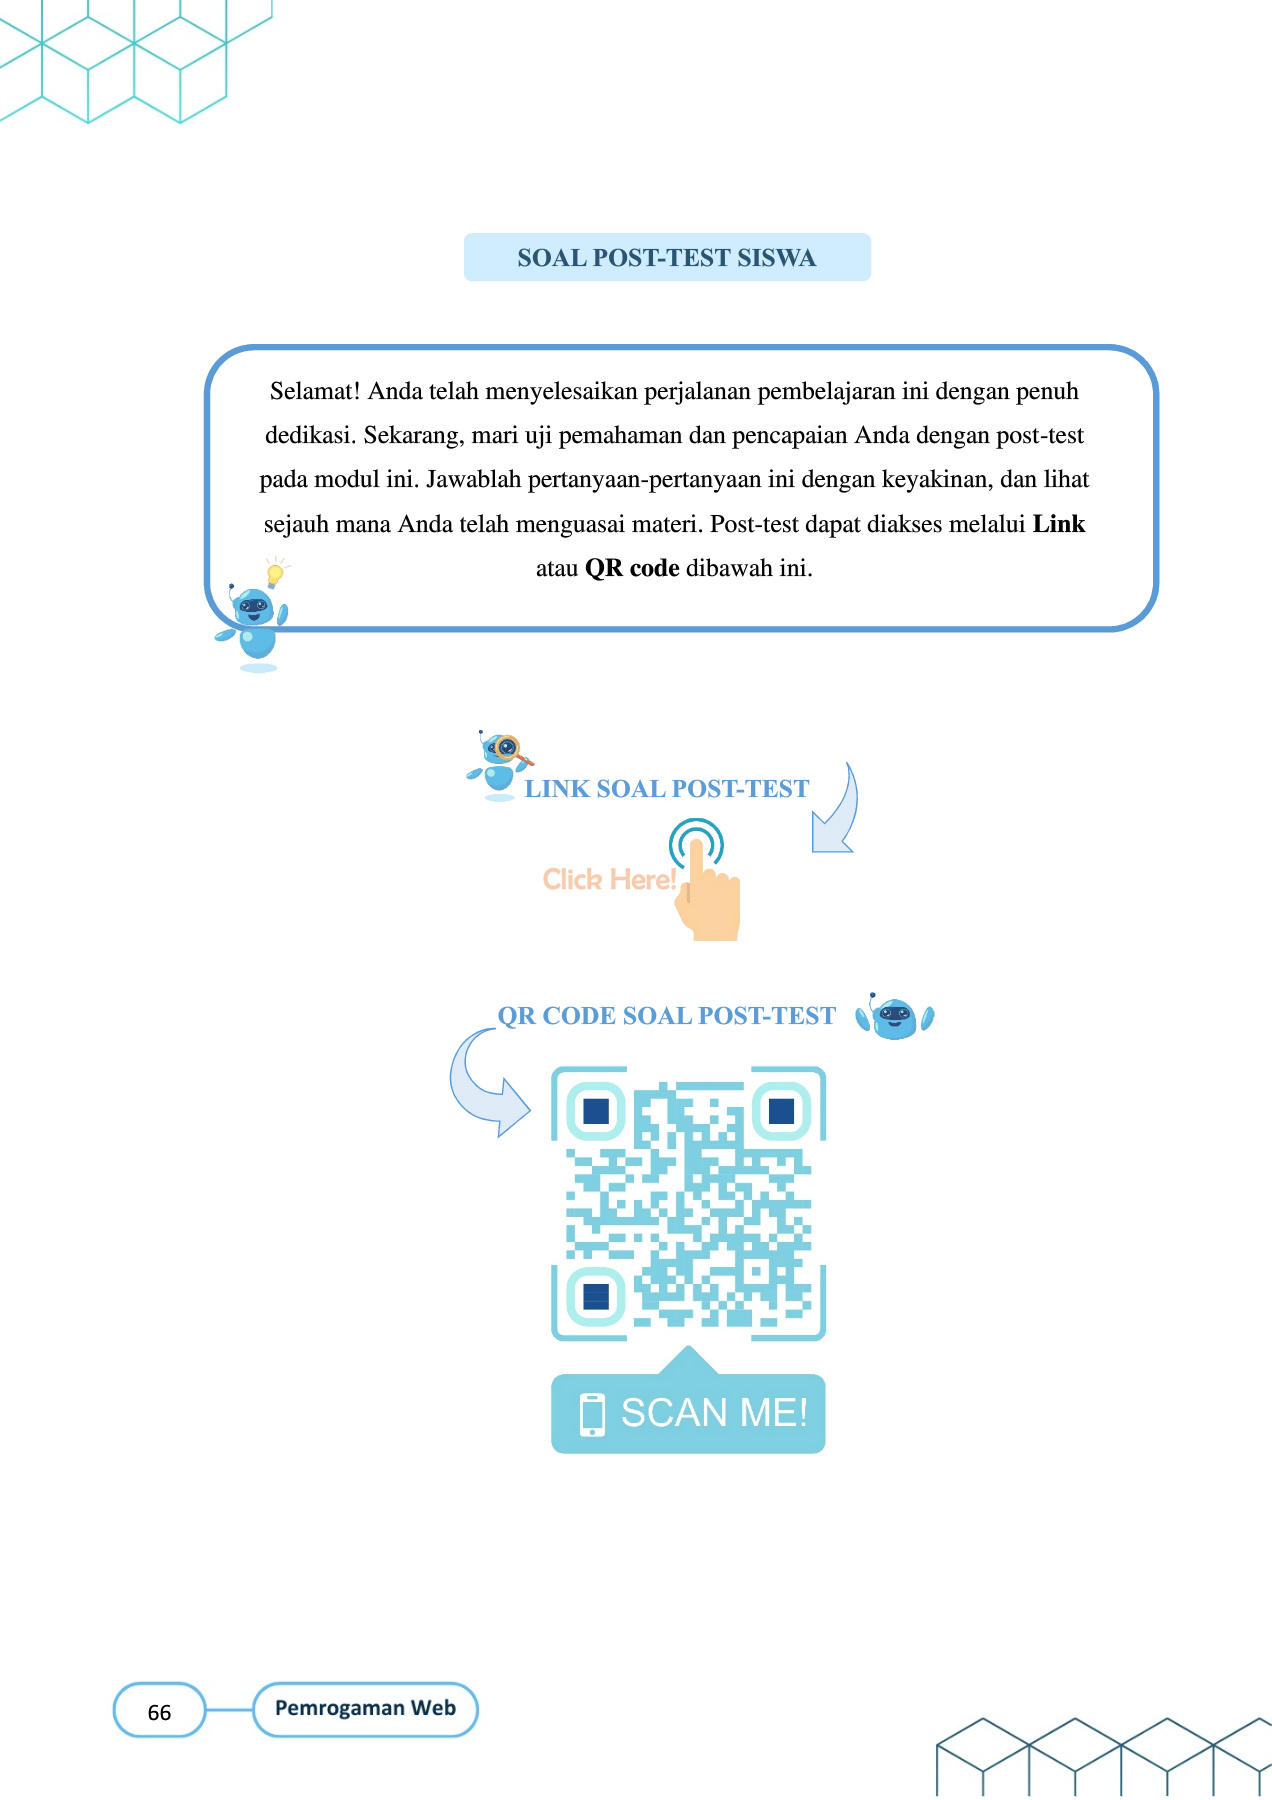 SOAL POST-TEST SISWA
Selamat! Anda telah menyelesaikan perjalanan pembelajaran ini dengan penuh
dedikasi. Sekarang, mari uji pemahaman dan pencapaian Anda dengan post-test
pada modul ini. Jawablah pertanyaan-pertanyaan ini dengan keyakinan, dan lihat
sejauh mana Anda telah menguasai materi. Post-test dapat diakses melalui Link
atau QR code dibawah ini.
LINK SOAL POST-TEST
Click Here!
QR CODE SOAL POST-TEST
SCAN ME!
66
Pemrogaman Web